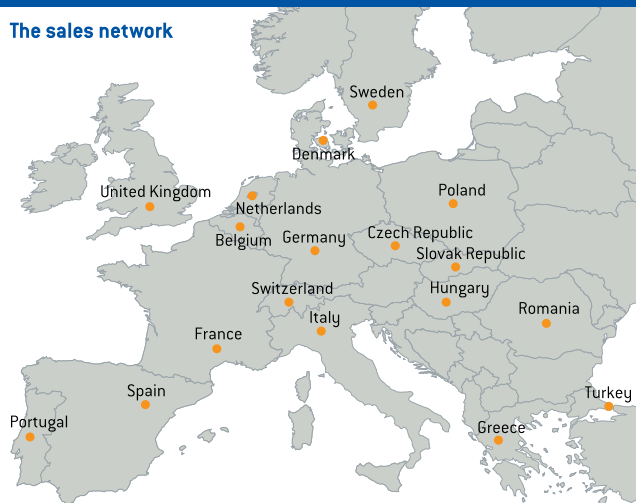 The sales network
Sweden
Denmark
United Kingdom
Poland
Netherlands
Belgium
Germany
Czech Republic
Slovak Republic
Switzerland
Hungary
Italy
Romania
France
Spain
Turkey
Portugal
Greece